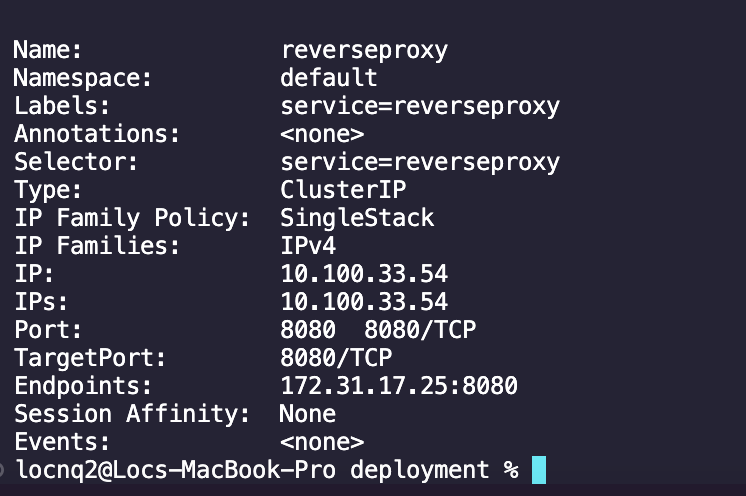 Name:              reverseproxy
Namespace:         default
Labels:            service=reverseproxy
Annotations:       <none>
Selector:          service=reverseproxy
Type:              ClusterIP
IP Family Policy:  SingleStack
IP Families:       IPv4
IP:                10.100.33.54
IPs:               10.100.33.54
Port:              8080  8080/TCP
TargetPort:        8080/TCP
Endpoints:         172.31.17.25:8080
Session Affinity:  None
Events:            <none>
locnq2@Locs-MacBook-Pro deployment %